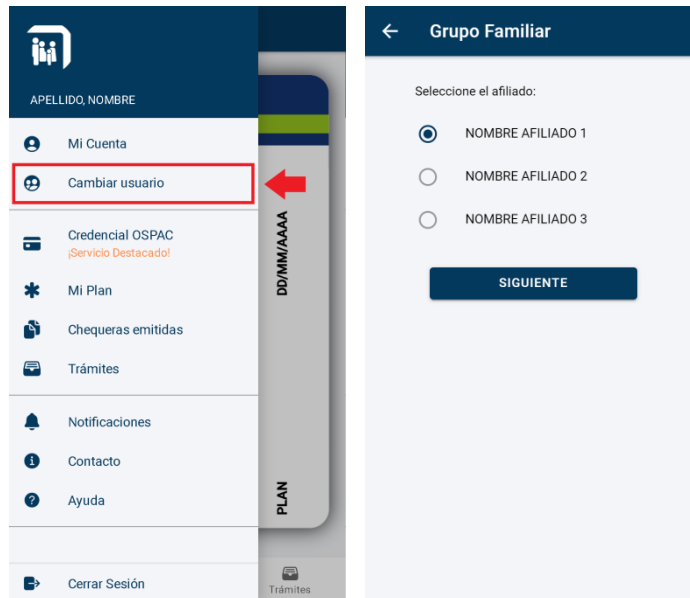 APELLIDO, NOMBRE
Mi Cuenta
Cambiar usuario
Credencial OSPAC
¡Servicio Destacado!
Mi Plan
Chequeras emitidas
Trámites
Notificaciones
Contacto
Ayuda
Cerrar Sesión
DD/MM/AAAA
PLAN
Trámites
Grupo Familiar
Seleccione el afiliado:
NOMBRE AFILIADO 1
NOMBRE AFILIADO 2
NOMBRE AFILIADO 3
SIGUIENTE